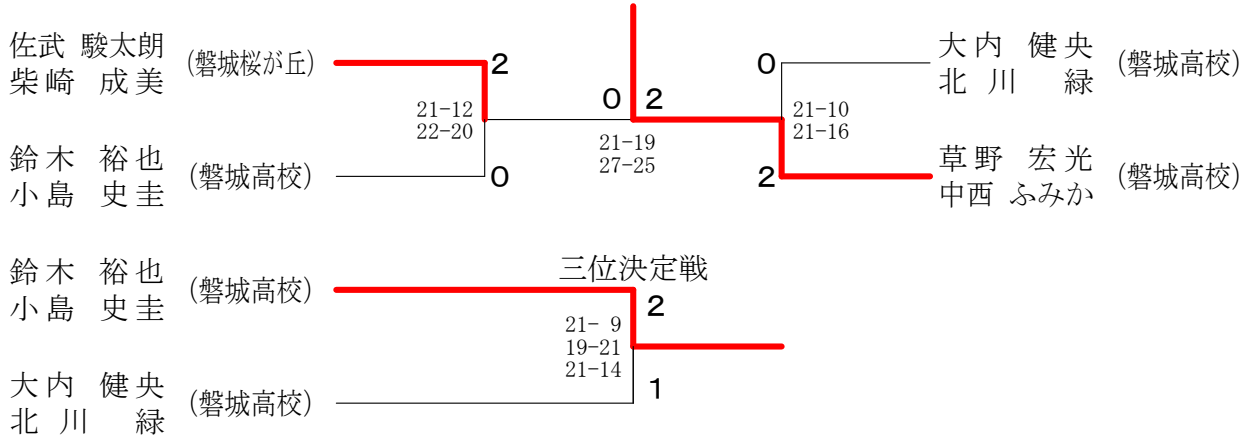 佐武 駿太朗
柴崎 成美
(磐城桜が丘)
2
21-12
22-20
鈴木 裕也
小島 史圭
(磐城高校)
0
0 2
21-19
27-25
大内 健央
北川 緑
(磐城高校)
0
21-10
21-16
草野 宏光
中西 ふみか
(磐城高校)
2
三位決定戦
鈴木 裕也
小島 史圭
(磐城高校)
2
21- 9
19-21
21-14
大内 健央
北川 緑
(磐城高校)
1